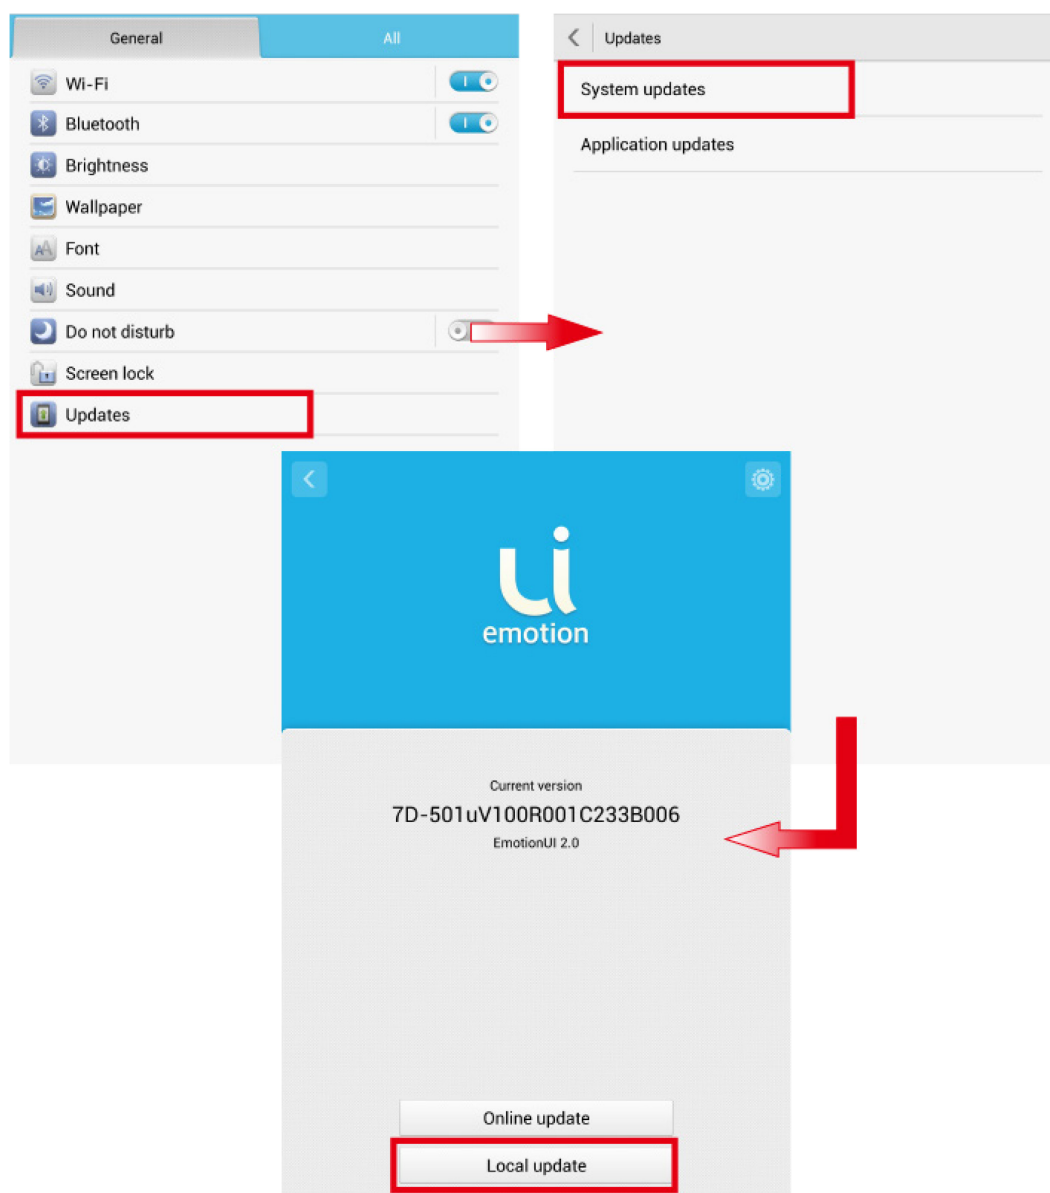 General
All
Wi-Fi
Bluetooth
Brightness
Wallpaper
AA Font
Sound
Do not disturb
Screen lock
Updates
Updates
System updates
Application updates
ui
emotion
Current version
7D-501uV100R001C233B006
EmotionUI 2.0
Online update
Local update